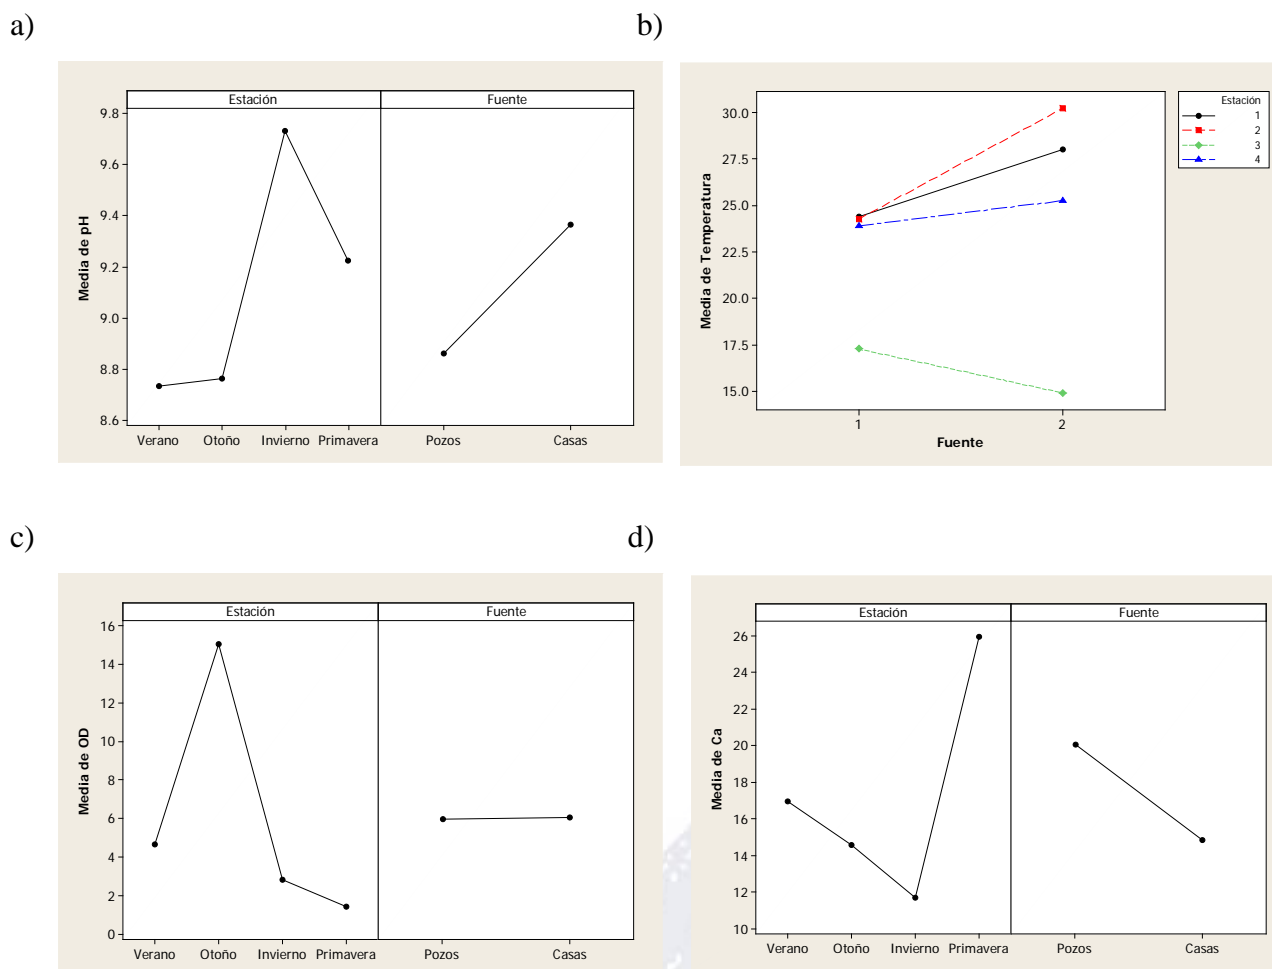 a)
b)
Estación
Fuente
9.8
9.6
9.4
9.2
9.0
8.8
8.6
Media de pH
Verano Otoño Invierno Primavera
Pozos Casas
30.0
27.5
25.0
22.5
20.0
17.5
15.0
Media de Temperatura
1 2
Fuente
Estación
1
2
3
4
c)
d)
Estación
Fuente
16
14
12
10
8
6
4
2
0
Media de OD
Verano Otoño Invierno Primavera
Pozos Casas
Estación
Fuente
26
24
22
20
18
16
14
12
10
Media de Ca
Verano Otoño Invierno Primavera
Pozos Casas